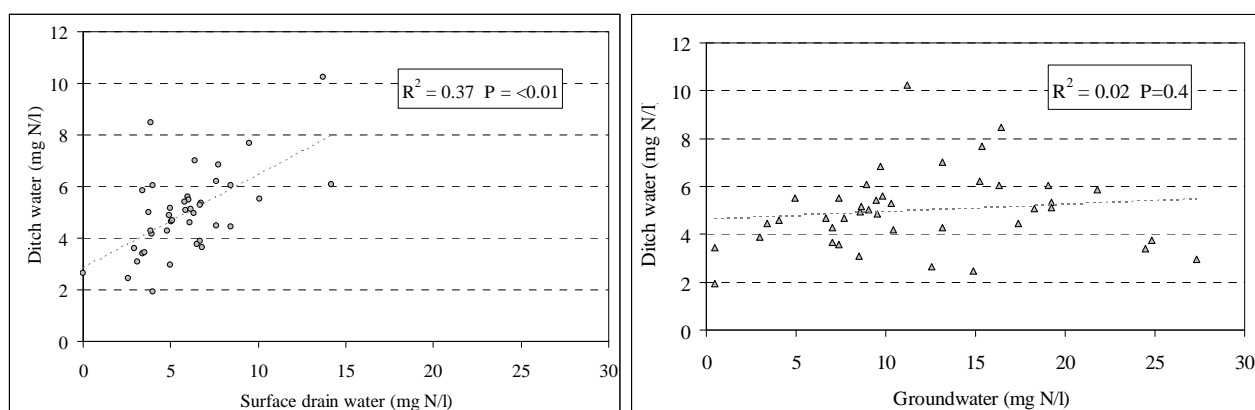 12
10
8
6
4
2
0
Ditch water (mg N/l)
R² = 0.37 P = <0.01
0 5 10 15 20 25 30
Surface drain water (mg N/l)
12
10
8
6
4
2
0
Ditch water (mg N/l)
R² = 0.02 P=0.4
0 5 10 15 20 25 30
Groundwater (mg N/l)